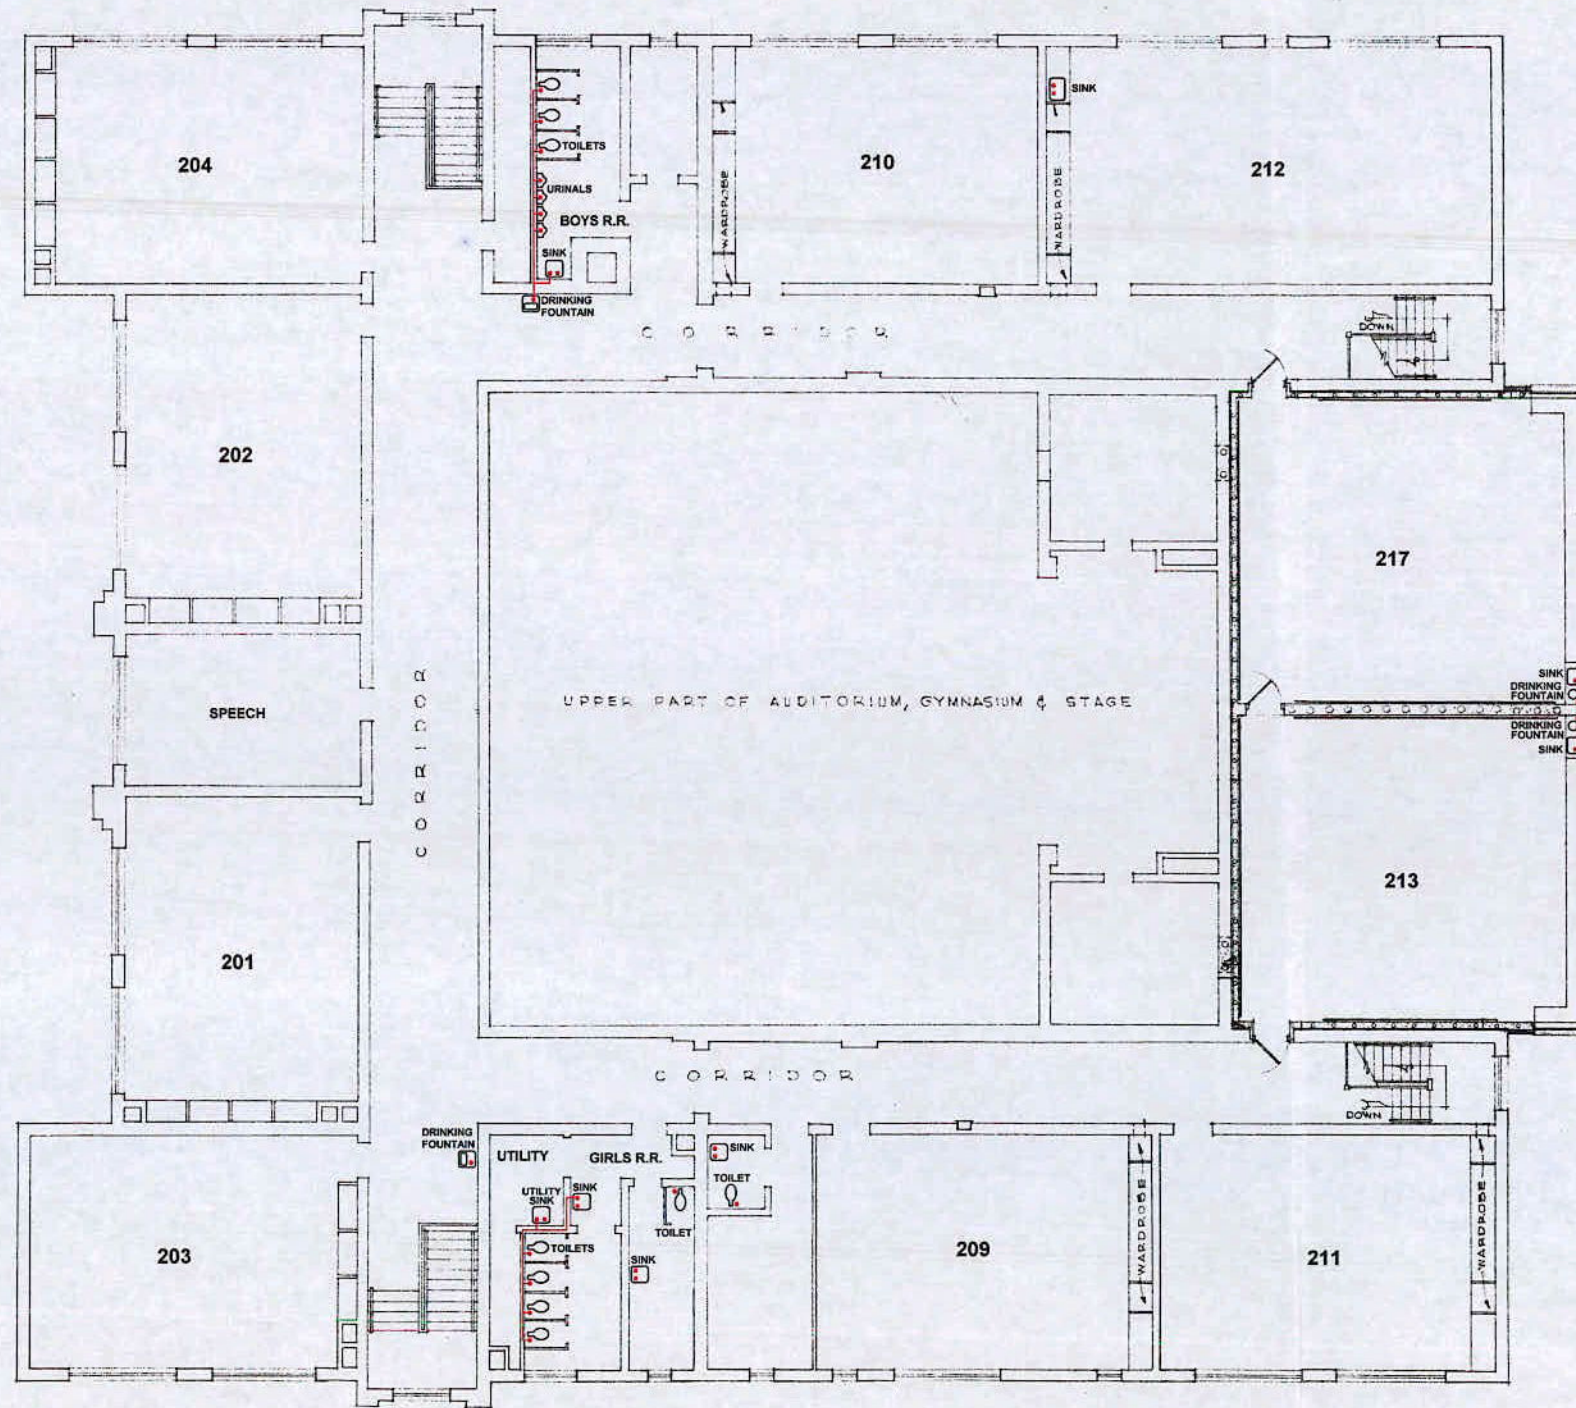 SINK
TOILETS
204
210
212
WARDROBE
WARDROBE
URINALS
BOYS R.R.
SINK
DRINKING
FOUNTAIN
CORRIDOR
DOWN
202
217
SINK
DRINKING
FOUNTAIN
CORRIDOR
UPPER PART OF AUDITORIUM, GYMNASIUM & STAGE
SPEECH
DRINKING
FOUNTAIN
SINK
213
201
CORRIDOR
DOWN
DRINKING
FOUNTAIN
UTILITY
GIRLS R.R.
SINK
TOILET
UTILITY
SINK
SINK
TOILET
WARDROBE
WARDROBE
TOILETS
SINK
203
209
211